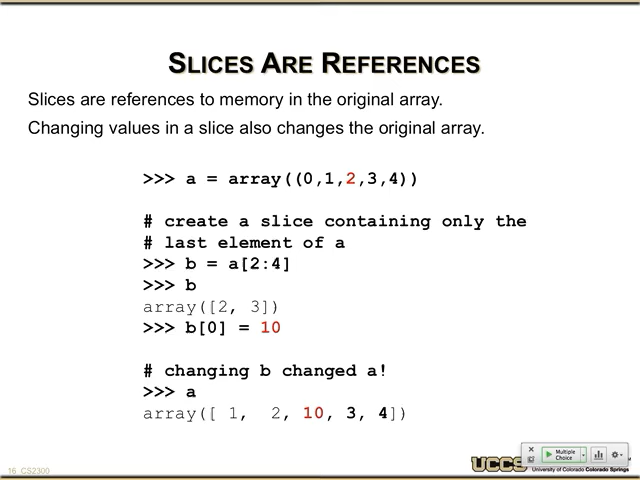 SLICES ARE REFERENCES
Slices are references to memory in the original array.
Changing values in a slice also changes the original array.
>>> a = array((0,1,2,3,4))
# create a slice containing only the
# last element of a
>>> b = a[2:4]
>>> b
array([2, 3])
>>> b[0] = 10
# changing b changed a!
>>> a
array([ 1,  2, 10, 3, 4])
Multiple
Choice
UCCS
University of Colorado Colorado Springs
16 CS2300